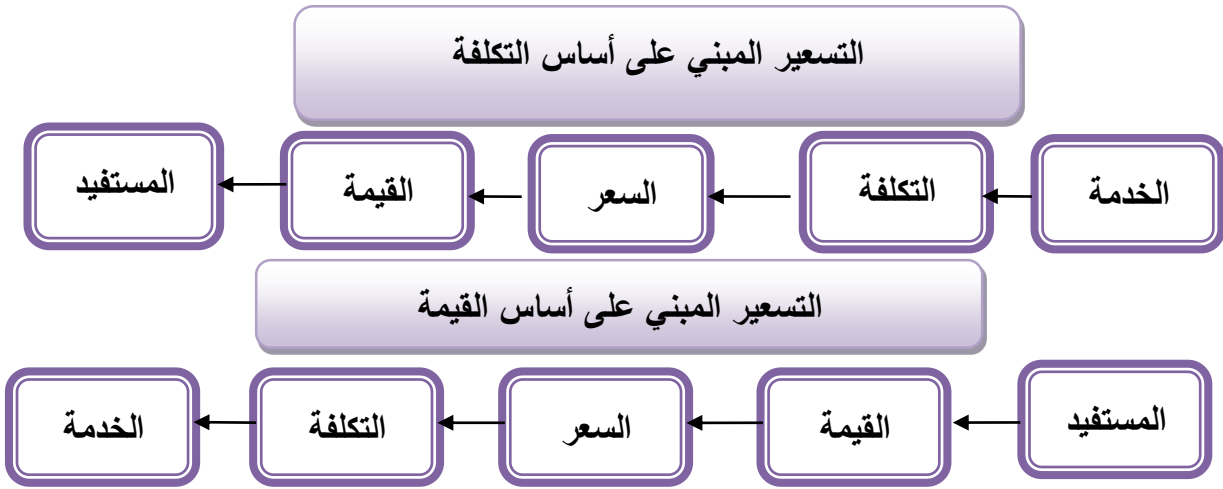 التسعير المبني على أساس التكلفة
الخدمة
التكلفة
السعر
القيمة
المستفيد
التسعير المبني على أساس القيمة
المستفيد
القيمة
السعر
التكلفة
الخدمة